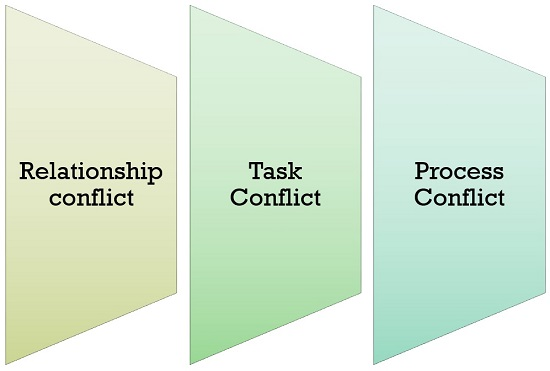 Relationship
conflict
Task
Conflict
Process
Conflict